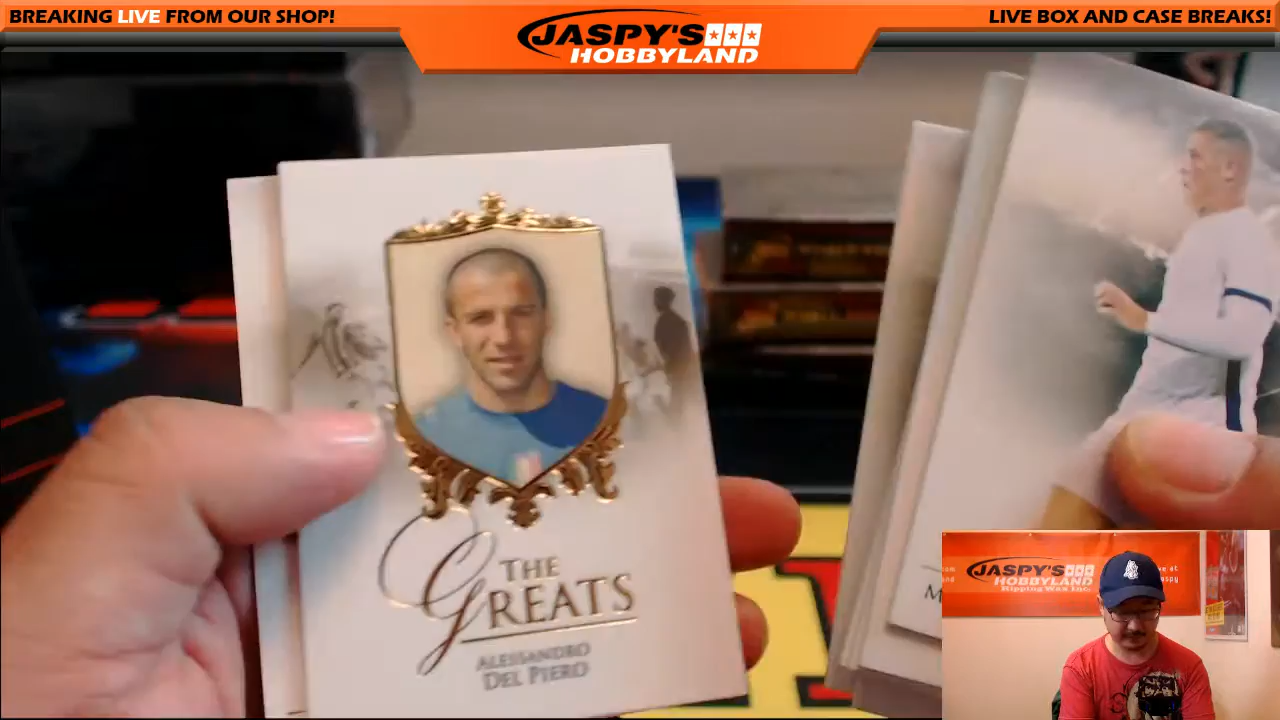 BREAKING LIVE FROM OUR SHOP!
LIVE BOX AND CASE BREAKS!
JASPY'S
HOBBYLAND
THE
GREATS
ALESSANDRO
DEL PIERO
M
JASPY'S
HOBBYLAND
Ripping Wax Inc.